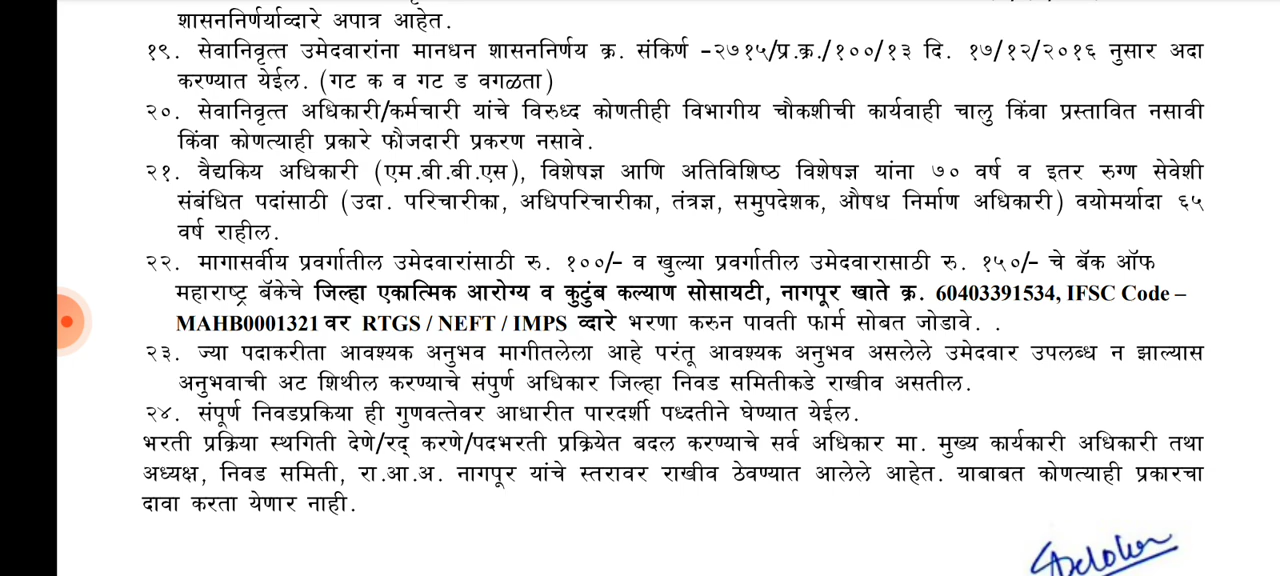 शासननिर्णर्याव्दारे अपात्र आहेत.
१९. सेवानिवृत्त उमेदवारांना मानधन शासननिर्णय क्र. संकिर्ण -२७१५/प्र.क्र./१००/१३ दि. १७/१२/२०१६ नुसार अदा
करण्यात येईल. (गट क व गट ड वगळता)
२०. सेवानिवृत्त अधिकारी/कर्मचारी यांचे विरुध्द कोणतीही विभागीय चौकशीची कार्यवाही चालु किंवा प्रस्तावित नसावी
किंवा कोणत्याही प्रकारे फौजदारी प्रकरण नसावे.
२१. वैद्यकिय अधिकारी (एम.बी.बी.एस), विशेषज्ञ आणि अतिविशिष्ठ विशेषज्ञ यांना ७० वर्ष व इतर रुग्ण सेवेशी
संबंधित पदांसाठी (उदा. परिचारीका, अधिपरिचारीका, तंत्रज्ञ, समुपदेशक, औषध निर्माण अधिकारी) वयोमर्यादा ६५
वर्ष राहील.
२२. मागासर्वीय प्रवर्गातील उमेदवारांसाठी रु. १००/- व खुल्या प्रवर्गातील उमेदवारासाठी रु. १५०/- चे बॅक ऑफ
महाराष्ट्र बॅकेचे जिल्हा एकात्मिक आरोग्य व कुटुंब कल्याण सोसायटी, नागपूर खाते क्र. 60403391534, IFSC Code –
MAHB0001321 वर RTGS / NEFT / IMPS व्दारे भरणा करुन पावती फार्म सोबत जोडावे. .
२३. ज्या पदाकरीता आवश्यक अनुभव मागीतलेला आहे परंतू आवश्यक अनुभव असलेले उमेदवार उपलब्ध न झाल्यास
अनुभवाची अट शिथील करण्याचे संपुर्ण अधिकार जिल्हा निवड समितीकडे राखीव असतील.
२४. संपूर्ण निवडप्रकिया ही गुणवत्तेवर आधारीत पारदर्शी पध्दतीने घेण्यात येईल.
भरती प्रक्रिया स्थगिती देणे/रद् करणे/पदभरती प्रक्रियेत बदल करण्याचे सर्व अधिकार मा. मुख्य कार्यकारी अधिकारी तथा
अध्यक्ष, निवड समिती, रा.आ.अ. नागपूर यांचे स्तरावर राखीव ठेवण्यात आलेले आहेत. याबाबत कोणत्याही प्रकारचा
दावा करता येणार नाही.